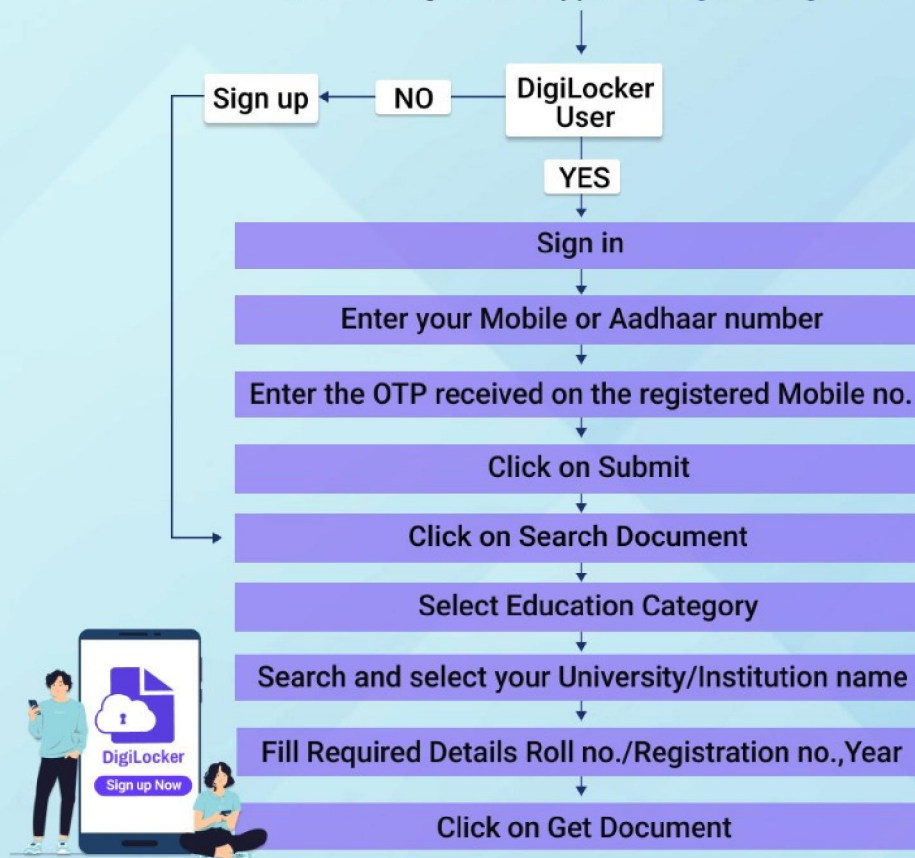 Sign up
NO
DigiLocker
User
YES
Sign in
Enter your Mobile or Aadhaar number
Enter the OTP received on the registered Mobile no.
Click on Submit
Click on Search Document
Select Education Category
Search and select your University/Institution name
Fill Required Details Roll no./Registration no.,Year
Click on Get Document
DigiLocker
Sign up Now